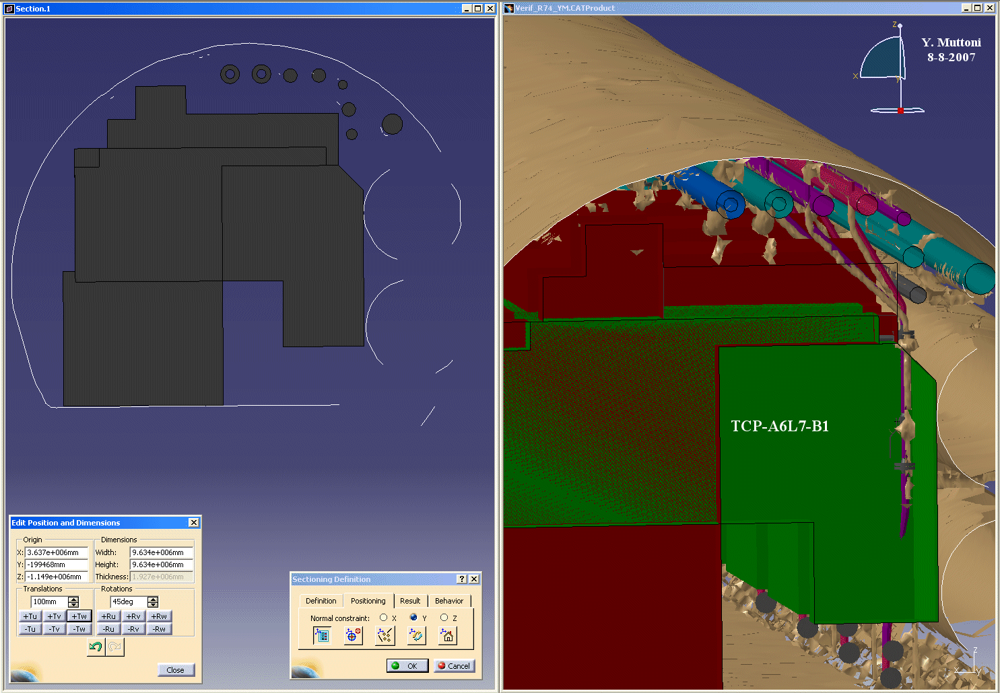 Section.1
Verif_R74_YM.CATProduct
Z
X
Y
Y. Muttoni
8-8-2007
TCP-A6L7-B1
Edit Position and Dimensions
Origin
Dimensions
X: 3.637e+006mm
Width: 9.634e+006mm
Y: -199468mm
Height: 9.634e+006mm
Z: -1.149e+006mm
Thickness: 1.927e+006mm
Translations
Rotations
100mm
45deg
+Tu +Tv +Tw
+Ru +Rv +Rw
-Tu -Tv -Tw
-Ru -Rv -Rw
Close
Sectioning Definition
Definition Positioning Result Behavior
Normal constraint: X Y Z
OK Cancel
Z
X
y